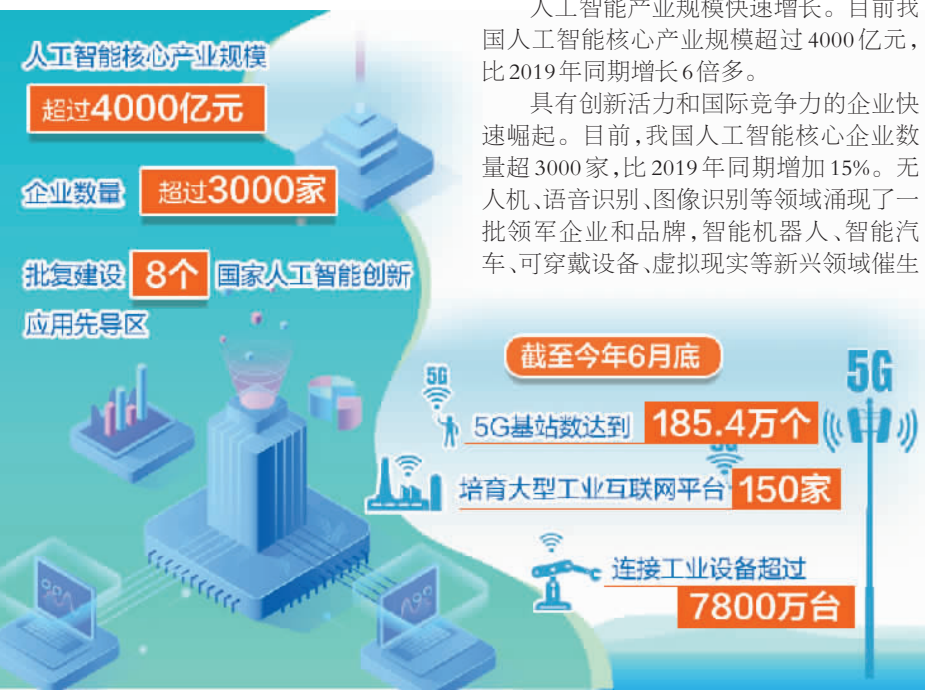 人工智能核心产业规模
超过4000亿元
企业数量 超过3000家
批复建设 8个 国家人工智能创新
应用先导区
人工智能产业规模快速增长。目前我
国人工智能核心产业规模超过4000亿元,
比2019年同期增长6倍多。
具有创新活力和国际竞争力的企业快
速崛起。目前,我国人工智能核心企业数
量超3000家,比2019年同期增加15%。无
人机、语音识别、图像识别等领域涌现了一
批领军企业和品牌,智能机器人、智能汽
车、可穿戴设备、虚拟现实等新兴领域催生
截至今年6月底
5G
5G
5G基站数达到 185.4万个
5G
培育大型工业互联网平台 150家
连接工业设备超过
7800万台